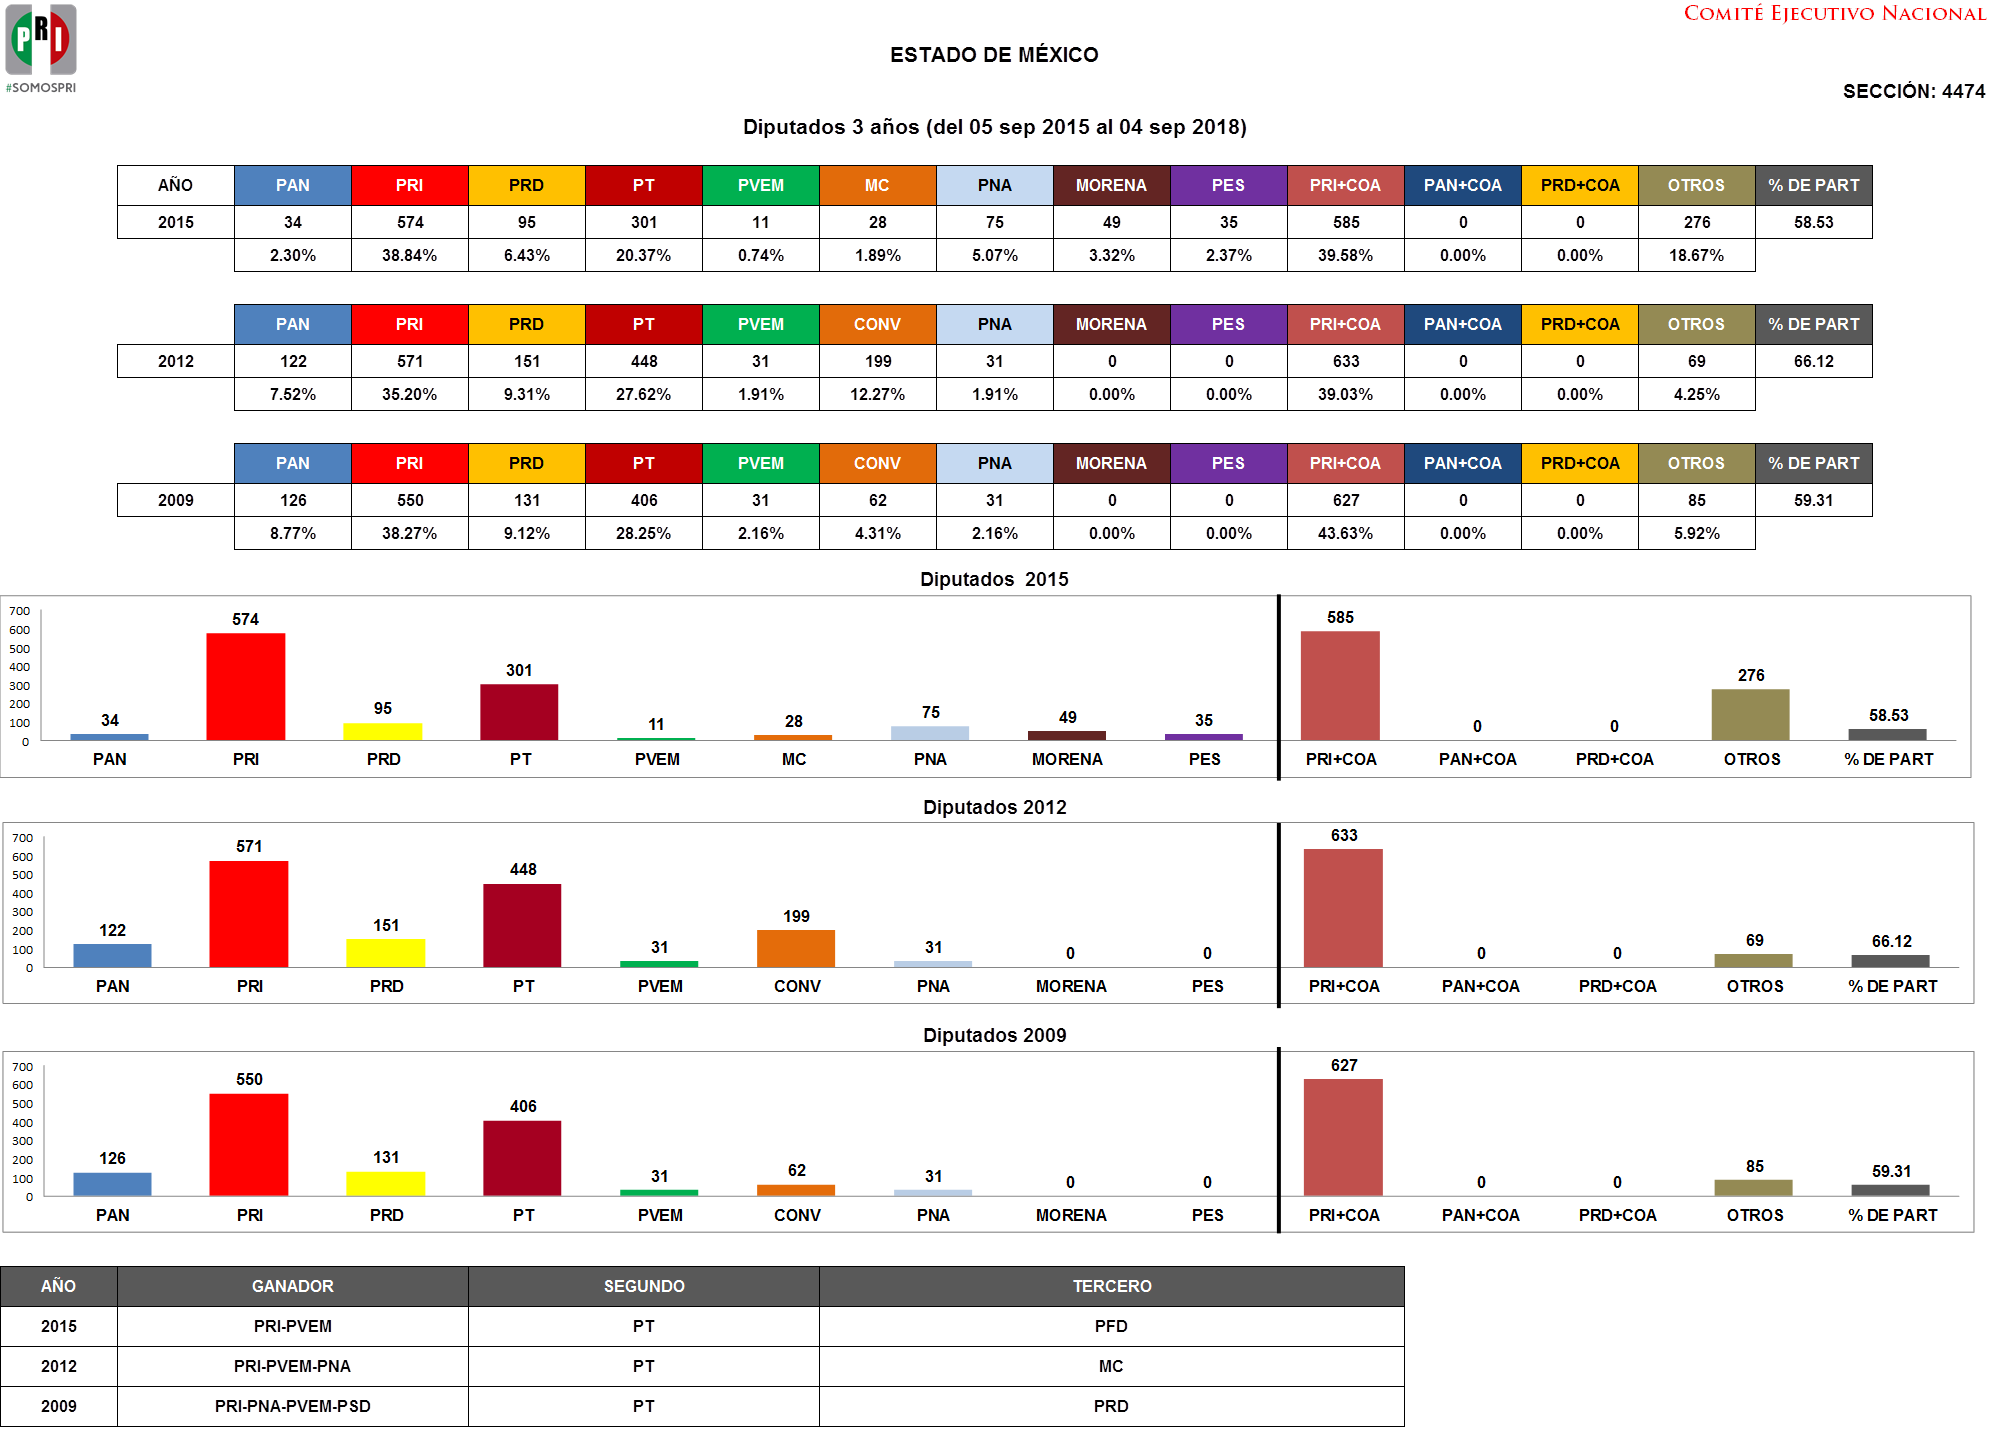 PRI
#SOMOSPRI
COMITÉ EJECUTIVO NACIONAL
ESTADO DE MÉXICO
SECCIÓN: 4474
Diputados 3 años (del 05 sep 2015 al 04 sep 2018)
AÑO PAN PRI PRD PT PVEM MC PNA MORENA PES PRI+COA PAN+COA PRD+COA OTROS % DE PART
2015 34 574 95 301 11 28 75 49 35 585 0 0 276 58.53
2.30% 38.84% 6.43% 20.37% 0.74% 1.89% 5.07% 3.32% 2.37% 39.58% 0.00% 0.00% 18.67%
PAN PRI PRD PT PVEM CONV PNA MORENA PES PRI+COA PAN+COA PRD+COA OTROS % DE PART
2012 122 571 151 448 31 199 31 0 0 633 0 0 69 66.12
7.52% 35.20% 9.31% 27.62% 1.91% 12.27% 1.91% 0.00% 0.00% 39.03% 0.00% 0.00% 4.25%
PAN PRI PRD PT PVEM CONV PNA MORENA PES PRI+COA PAN+COA PRD+COA OTROS % DE PART
2009 126 550 131 406 31 62 31 0 0 627 0 0 85 59.31
8.77% 38.27% 9.12% 28.25% 2.16% 4.31% 2.16% 0.00% 0.00% 43.63% 0.00% 0.00% 5.92%
Diputados 2015
700
600
500
400
300
200
100
0
34 574 95 301 11 28 75 49 35 585 0 0 276 58.53
PAN PRI PRD PT PVEM MC PNA MORENA PES PRI+COA PAN+COA PRD+COA OTROS % DE PART
Diputados 2012
700
600
500
400
300
200
100
0
122 571 151 448 31 199 31 0 0 633 0 0 69 66.12
PAN PRI PRD PT PVEM CONV PNA MORENA PES PRI+COA PAN+COA PRD+COA OTROS % DE PART
Diputados 2009
700
600
500
400
300
200
100
0
126 550 131 406 31 62 31 0 0 627 0 0 85 59.31
PAN PRI PRD PT PVEM CONV PNA MORENA PES PRI+COA PAN+COA PRD+COA OTROS % DE PART
AÑO GANADOR SEGUNDO TERCERO
2015 PRI-PVEM PT PFD
2012 PRI-PVEM-PNA PT MC
2009 PRI-PNA-PVEM-PSD PT PRD